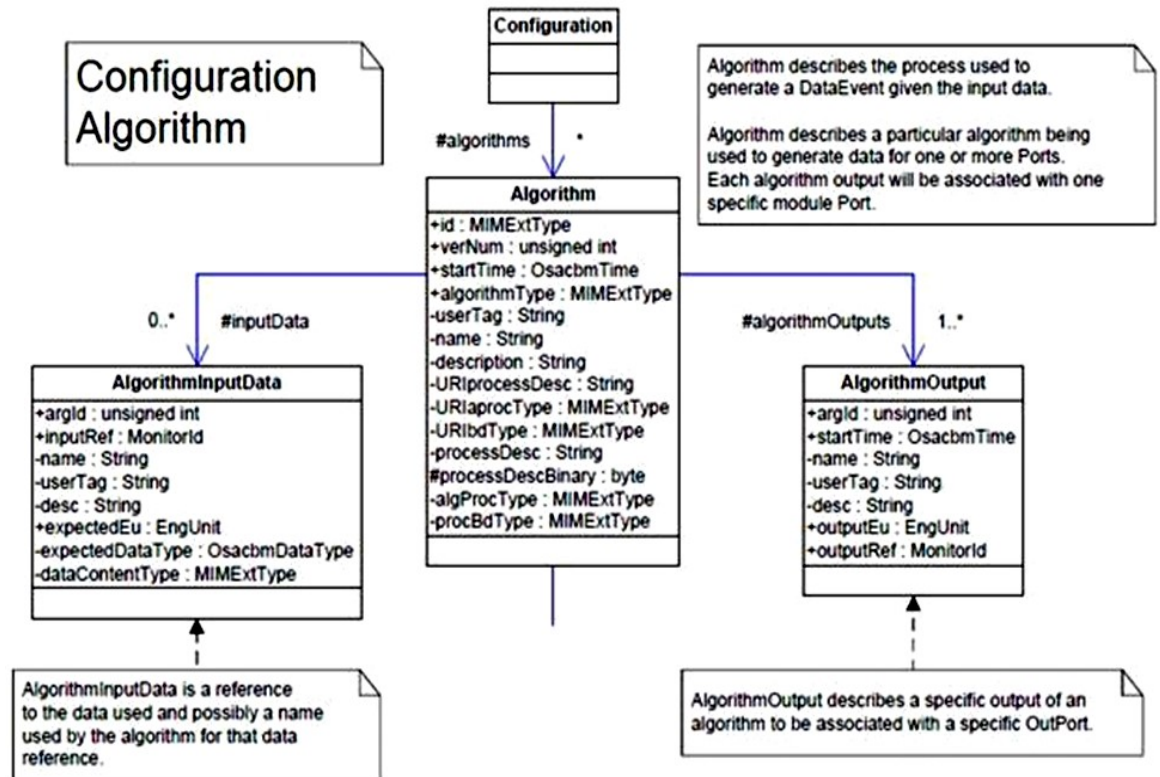 Configuration
Configuration
Algorithm
Algorithm describes the process used to
generate a DataEvent given the input data.
Algorithm describes a particular algorithm being
used to generate data for one or more Ports.
Each algorithm output will be associated with one
specific module Port.
#algorithms *
Algorithm
+id : MIMExtType
+verNum : unsigned int
+startTime : OsacbmTime
+algorithmType : MIMExtType
-userTag : String
-name : String
-description : String
-URIprocessDesc : String
-URIaprocType : MIMExtType
-URIbdType : MIMExtType
-processDesc : String
#processDescBinary : byte
-algProcType : MIMExtType
-procBdType : MIMExtType
0..* #inputData
#algorithmOutputs 1..*
AlgorithmInputData
+argId : unsigned int
+inputRef : MonitorId
-name : String
-userTag : String
-desc : String
+expectedEu : EngUnit
-expectedDataType : OsacbmDataType
-dataContentType : MIMExtType
AlgorithmOutput
+argId : unsigned int
+startTime : OsacbmTime
-name : String
-userTag : String
-desc : String
+outputEu : EngUnit
+outputRef : MonitorId
AlgorithmInputData is a reference
to the data used and possibly a name
used by the algorithm for that data
reference.
AlgorithmOutput describes a specific output of an
algorithm to be associated with a specific OutPort.